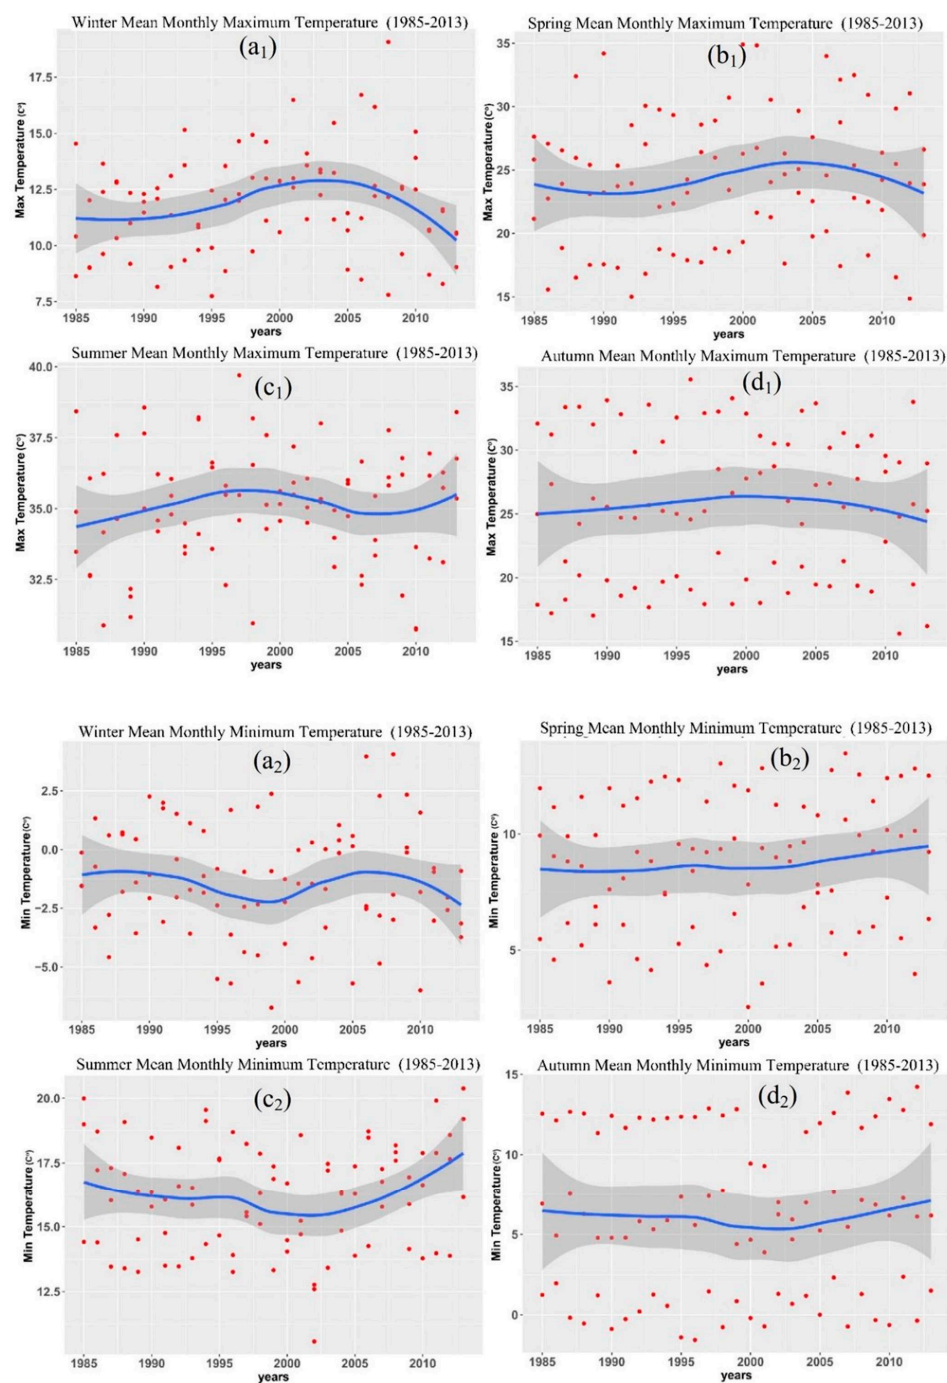 Winter Mean Monthly Maximum Temperature (1985-2013)
(a1)
Max Temperature (C°)
17.5
15.0
12.5
10.0
7.5
1985 1990 1995 2000 2005 2010
years
Spring Mean Monthly Maximum Temperature (1985-2013)
(b1)
Max Temperature (C°)
35
30
25
20
15
1985 1990 1995 2000 2005 2010
years
Summer Mean Monthly Maximum Temperature (1985-2013)
(c1)
Max Temperature (C°)
40.0
37.5
35.0
32.5
1985 1990 1995 2000 2005 2010
years
Autumn Mean Monthly Maximum Temperature (1985-2013)
(d1)
Max Temperature (C°)
35
30
25
20
15
1985 1990 1995 2000 2005 2010
years
Winter Mean Monthly Minimum Temperature (1985-2013)
(a2)
Min Temperature (C°)
2.5
0.0
−2.5
−5.0
1985 1990 1995 2000 2005 2010
years
Spring Mean Monthly Minimum Temperature (1985-2013)
(b2)
Min Temperature (C°)
10
5
1985 1990 1995 2000 2005 2010
years
Summer Mean Monthly Minimum Temperature (1985-2013)
(c2)
Min Temperature (C°)
20.0
17.5
15.0
12.5
1985 1990 1995 2000 2005 2010
years
Autumn Mean Monthly Minimum Temperature (1985-2013)
(d2)
Min Temperature (C°)
15
10
5
0
1985 1990 1995 2000 2005 2010
years